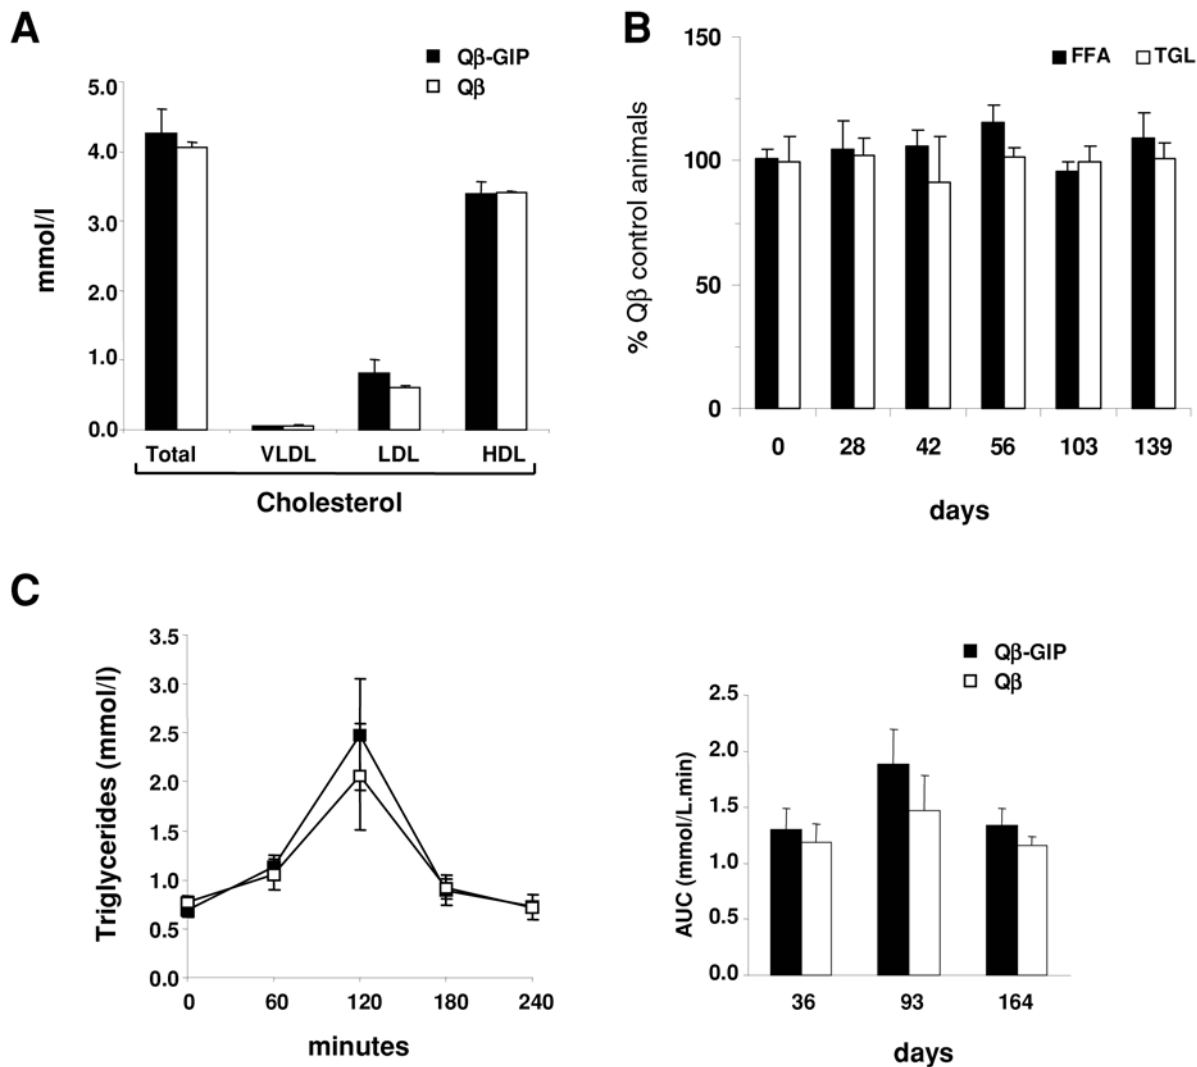 A
Qβ-GIP
Qβ
5.0
4.0
3.0
2.0
1.0
0.0
mmol/l
Total VLDL LDL HDL
Cholesterol
B
FFA TGL
150
100
50
0
% Qβ control animals
0 28 42 56 103 139
days
C
3.5
3.0
2.5
2.0
1.5
1.0
0.5
0.0
Triglycerides (mmol/l)
0 60 120 180 240
minutes
Qβ-GIP
Qβ
2.5
2.0
1.5
1.0
0.5
0.0
AUC (mmol/L.min)
36 93 164
days